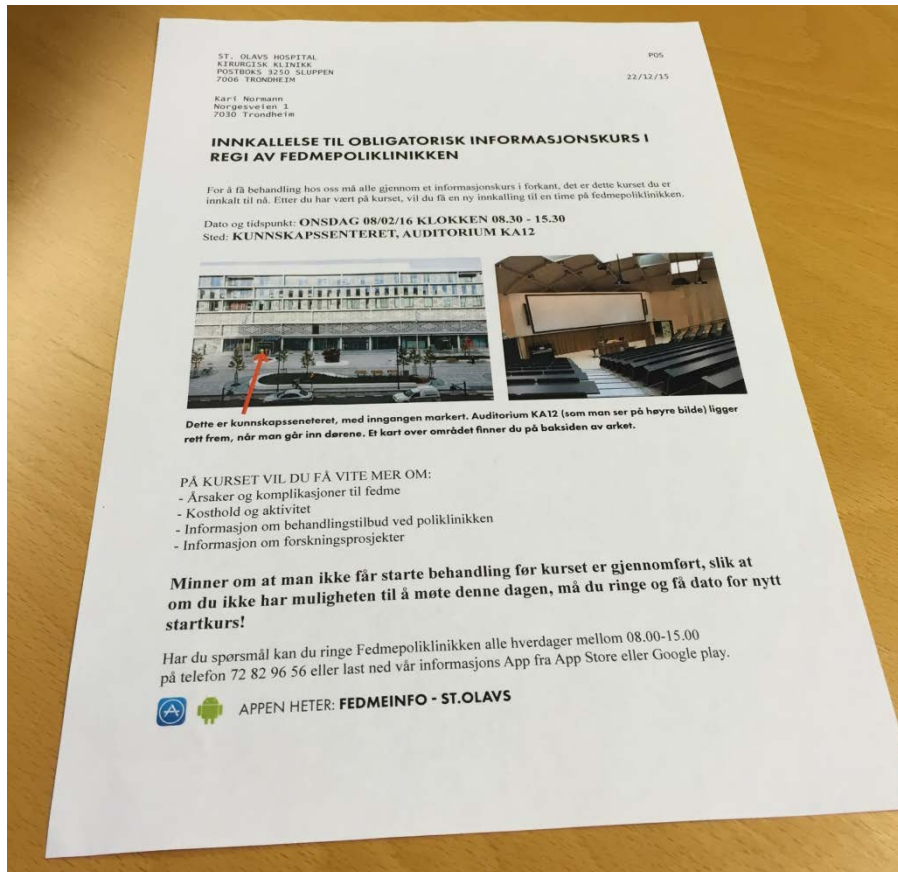 ST. OLAVS HOSPITAL
KIRURGISK KLINIKK
POSTBOKS 3250 SLUPPEN
7006 TRONDHEIM
POS
22/12/15
Kari Normann
Norgesveien 1
7030 Trondheim
INNKALLELSE TIL OBLIGATORISK INFORMASJONSKURS I
REGI AV FEDMEPOLIKLINIKKEN
For å få behandling hos oss må alle gjennom et informasjonskurs i forkant, det er dette kurset du er
innkalt til nå. Etter du har vært på kurset, vil du få en ny innkalling til en time på fedmepoliklinikken.
Dato og tidspunkt: ONSDAG 08/02/16 KLOKKEN 08.30 - 15.30
Sted: KUNNSKAPSSENTERET, AUDITORIUM KA12
Dette er kunnskapsseneteret, med inngangen markert. Auditorium KA12 (som man ser på høyre bilde) ligger
rett frem, når man går inn dørene. Et kart over området finner du på baksiden av arket.
PÅ KURSET VIL DU FÅ VITE MER OM:
- Årsaker og komplikasjoner til fedme
- Kosthold og aktivitet
- Informasjon om behandlingstilbud ved poliklinikken
- Informasjon om forskningsprosjekter
Minner om at man ikke får starte behandling før kurset er gjennomført, slik at
om du ikke har muligheten til å møte denne dagen, må du ringe og få dato for nytt
startkurs!
Har du spørsmål kan du ringe Fedmepoliklinikken alle hverdager mellom 08.00-15.00
på telefon 72 82 96 56 eller last ned vår informasjons App fra App Store eller Google play.
APPEN HETER: FEDMEINFO - ST.OLAVS